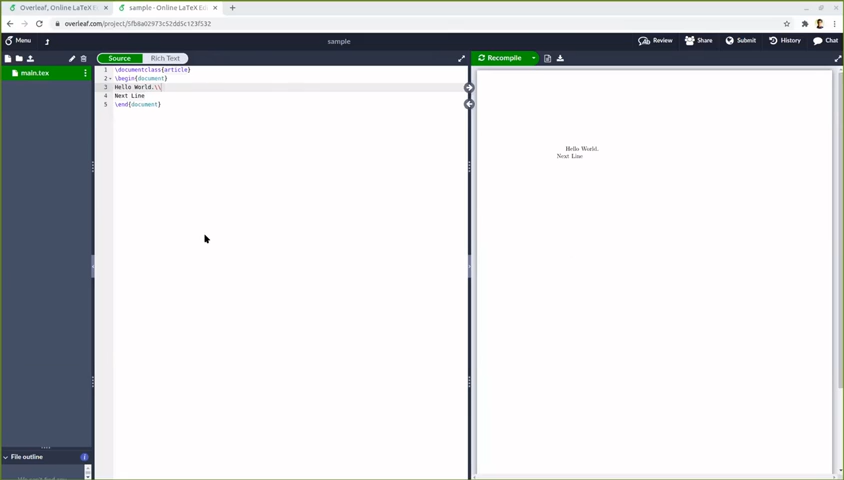 Overleaf, Online LaTeX E
sample - Online LaTeX Ed
overleaf.com/project/5fb8a02973c52dd5c123f532
Menu
sample
Review
Share
Submit
History
Chat
Source
Rich Text
Recompile
main.tex
1 \documentclass{article}
2 \begin{document}
3 Hello World.\\
4 Next Line
5 \end{document}
Hello World.
Next Line
File outline